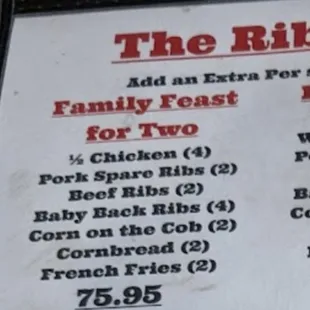 The Rib
Add an Extra Per
Family Feast
for Two
½ Chicken (4)
Pork Spare Ribs (2)
Beef Ribs (2)
Baby Back Ribs (4)
Corn on the Cob (2)
Cornbread (2)
French Fries (2)
75.95